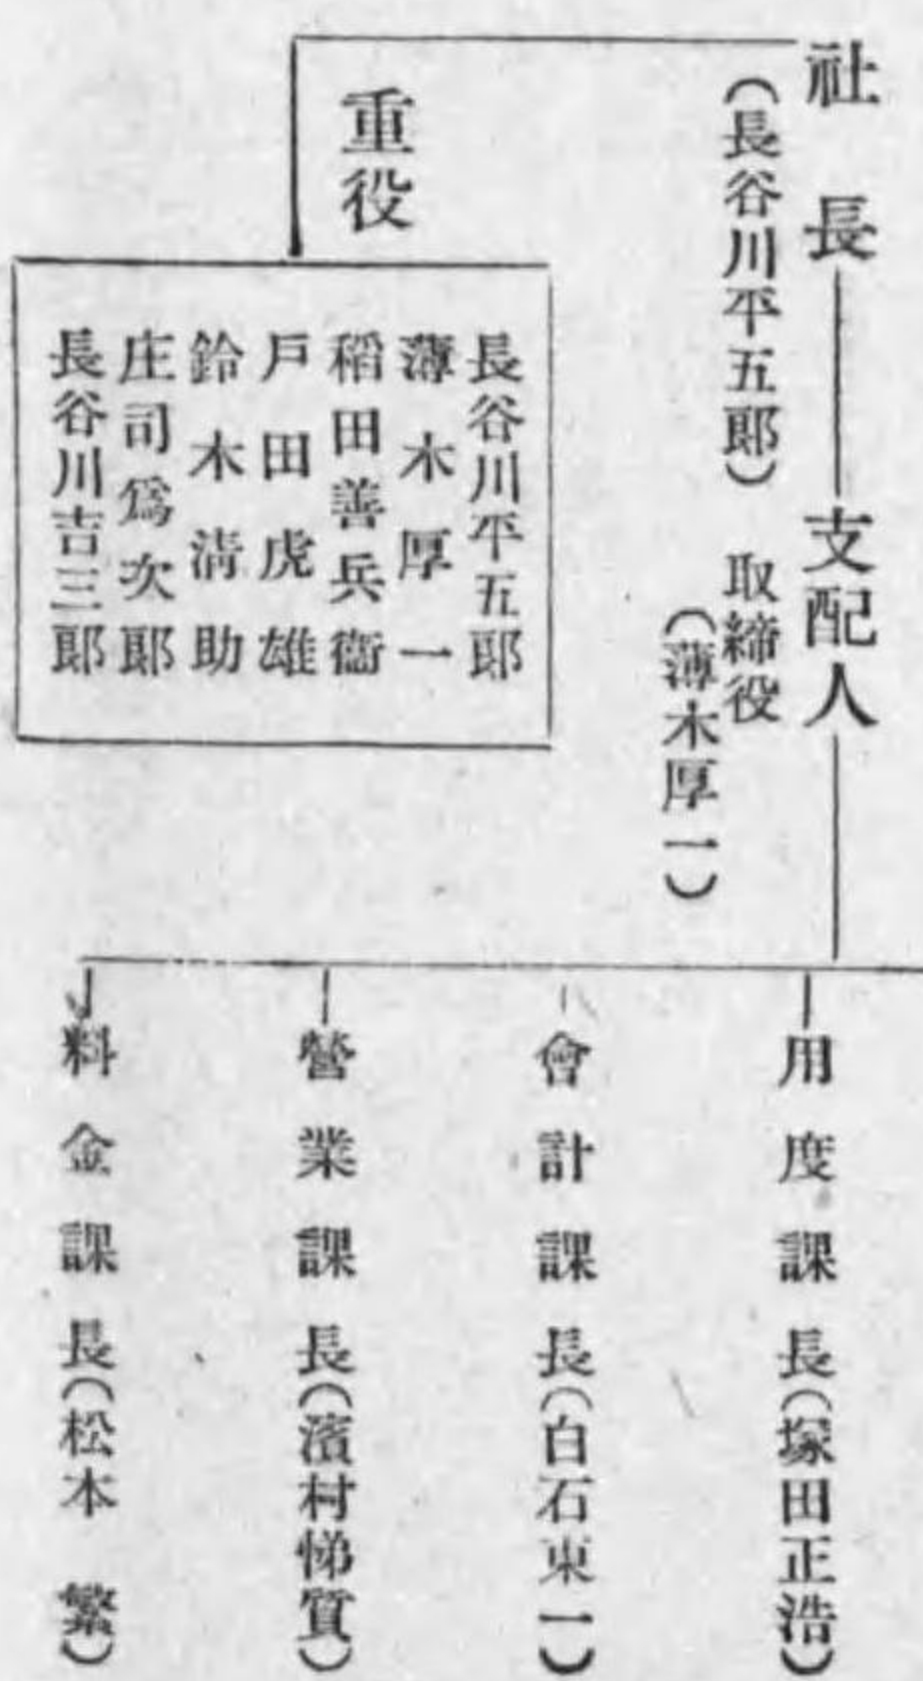 社長
(長谷川平五郎)
支配人
取締役
(薄木厚一)
重役
長谷川平五郎
薄木厚一
稲田善兵衞
戸田虎雄
鈴木淸助
庄司爲次郎
長谷川吉三郎
用度課長(塚田正浩)
會計課長(白石東一)
營業課長(濱村悌質)
料金課長(松本 繁)